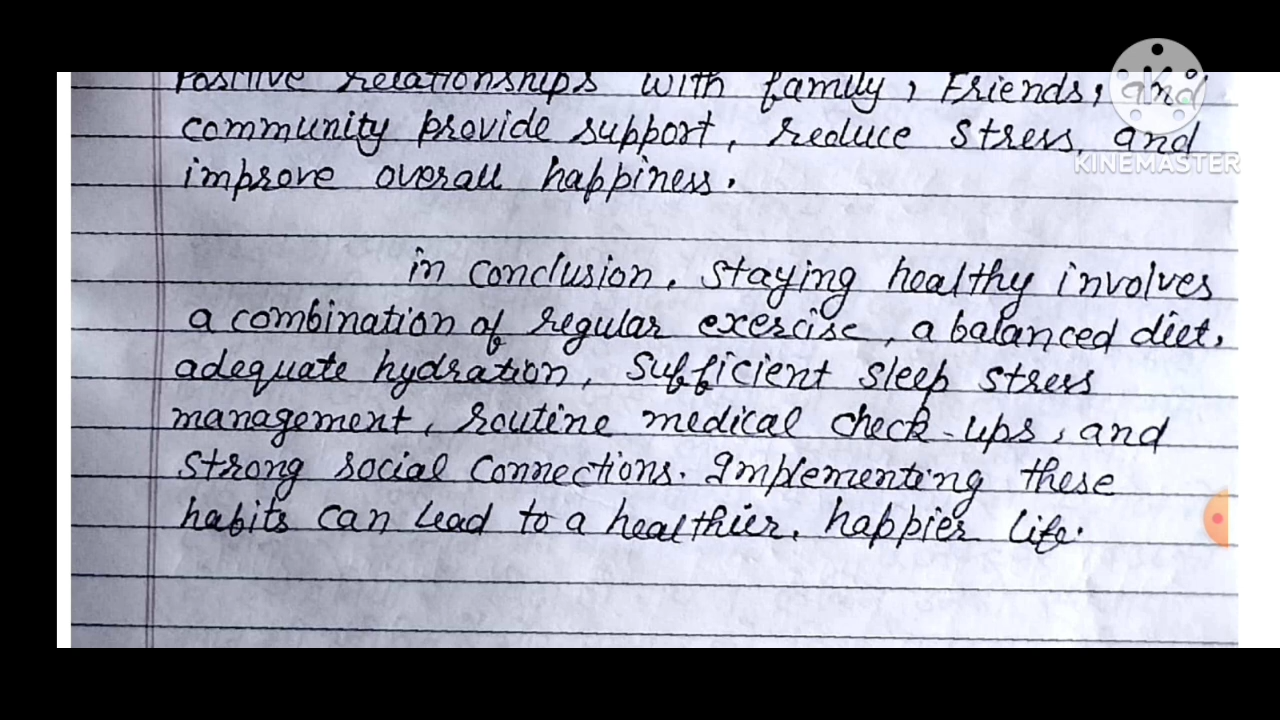 Positive relationships with family, Friends, and
community provide support, reduce stress, and
improve overall happiness.
in conclusion, staying healthy involves
a combination of regular exercise, a balanced diet,
adequate hydration, sufficient sleep stress
management, routine medical check-ups, and
strong social connections. Implementing these
habits can lead to a healthier, happier life.
KINEMASTER